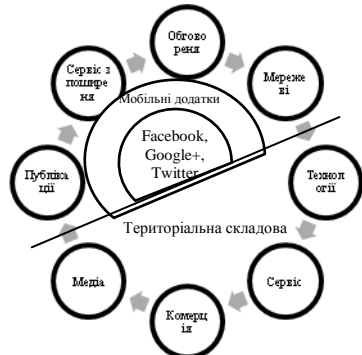 Обгово
рення
Сервіс з
пошире
ня
Мереже
ві
Мобільні додатки
Facebook,
Google+,
Twitter
Публіка
ції
Технол
огії
Територіальна складова
Медіа
Сервіс
Комерц
ія